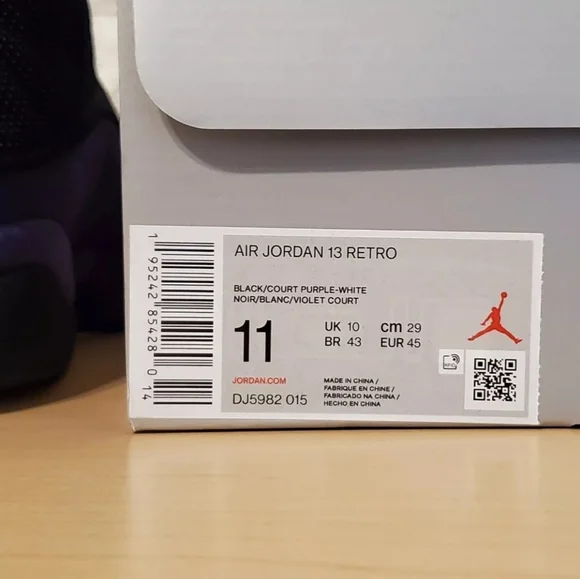 AIR JORDAN 13 RETRO
BLACK/COURT PURPLE-WHITE
NOIR/BLANC/VIOLET COURT
11
UK 10 cm 29
BR 43 EUR 45
JORDAN.COM
DJ5982 015
MADE IN CHINA /
FABRIQUE EN CHINE /
FABRICADO NA CHINA /
HECHO EN CHINA
RFID
1 95242 85428 0 14